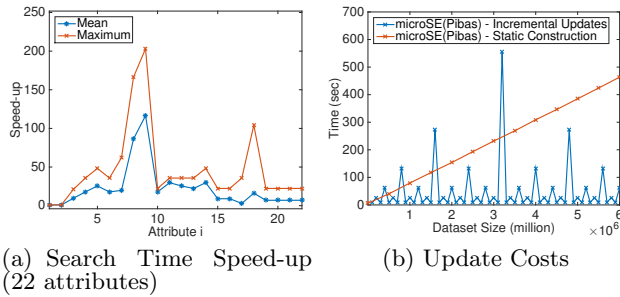 250
200
150
100
50
0
Speed-up
Mean
Maximum
5 10 15 20
Attribute i
(a) Search Time Speed-up
(22 attributes)
700
600
500
400
300
200
100
0
Time (sec)
microSE(Pibas) - Incremental Updates
microSE(Pibas) - Static Construction
1 2 3 4 5 6
Dataset Size (million) ×10⁶
(b) Update Costs